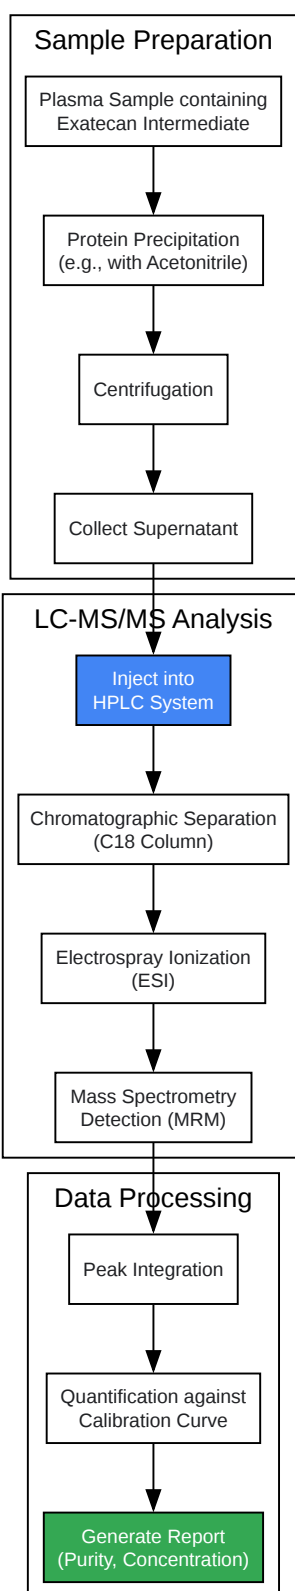 Sample Preparation
Plasma Sample containing
Exatecan Intermediate
Protein Precipitation
(e.g., with Acetonitrile)
Centrifugation
Collect Supernatant
LC-MS/MS Analysis
Inject into
HPLC System
Chromatographic Separation
(C18 Column)
Electrospray Ionization
(ESI)
Mass Spectrometry
Detection (MRM)
Data Processing
Peak Integration
Quantification against
Calibration Curve
Generate Report
(Purity, Concentration)